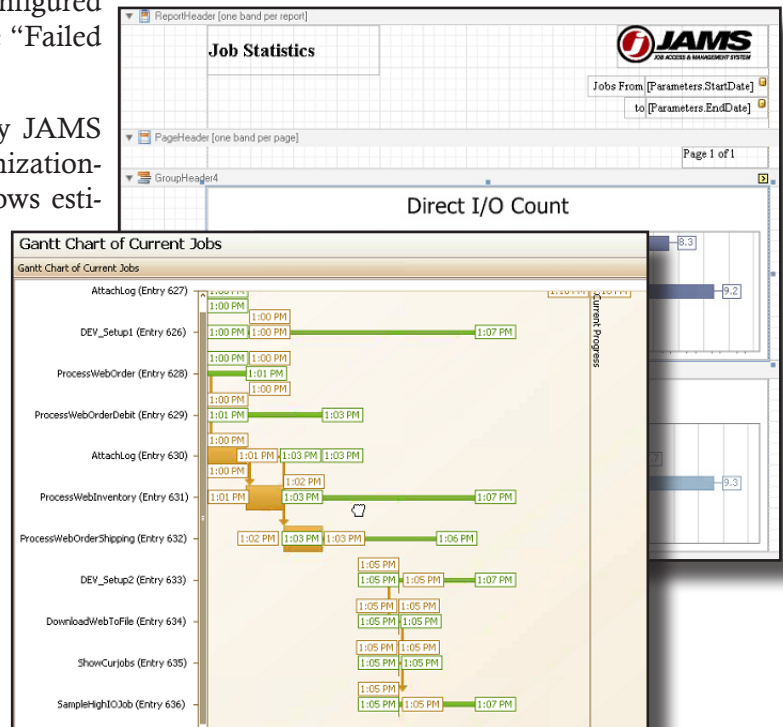 nfigured
“Failed
y JAMS
nization-
ows esti-
ReportHeader [one band per report]
Job Statistics
JAMS
JOB ACCESS & MANAGEMENT SYSTEM
Jobs From [Parameters.StartDate]
to [Parameters.EndDate]
PageHeader [one band per page]
Page 1 of 1
GroupHeader4
Direct I/O Count
8.3
9.2
9.3
Gantt Chart of Current Jobs
Gantt Chart of Current Jobs
Current Progress
AttachLog (Entry 627)
1:00 PM
1:00 PM
DEV_Setup1 (Entry 626)
1:00 PM 1:00 PM 1:07 PM
1:00 PM 1:00 PM
ProcessWebOrder (Entry 628)
1:01 PM
1:00 PM
1:00 PM
ProcessWebOrderDebit (Entry 629)
1:01 PM 1:03 PM
1:00 PM
AttachLog (Entry 630)
1:01 PM 1:03 PM 1:03 PM
1:00 PM
1:02 PM
ProcessWebInventory (Entry 631)
1:01 PM 1:03 PM 1:07 PM
ProcessWebOrderShipping (Entry 632)
1:02 PM 1:03 PM 1:03 PM 1:06 PM
1:05 PM
DEV_Setup2 (Entry 633)
1:05 PM 1:05 PM 1:07 PM
1:05 PM 1:05 PM
DownloadWebToFile (Entry 634)
1:05 PM 1:05 PM
1:05 PM 1:05 PM
ShowCurjobs (Entry 635)
1:05 PM 1:05 PM
1:05 PM
SampleHighIOJob (Entry 636)
1:05 PM 1:05 PM 1:07 PM